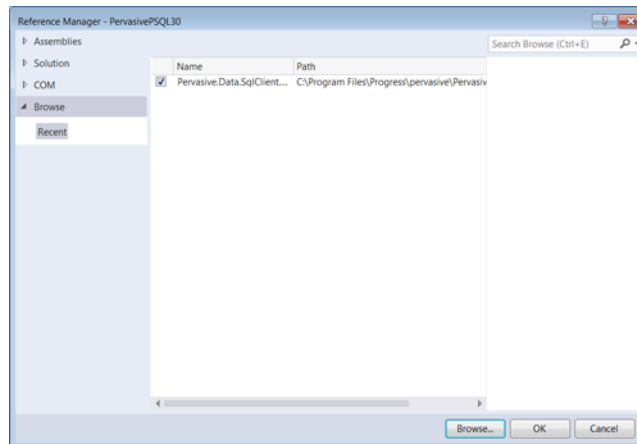 Reference Manager - PervasivePSQL30
Assemblies
Solution
COM
Browse
Recent
Search Browse (Ctrl+E)
Name Path
Pervasive.Data.SqlClient... C:\Program Files\Progress\pervasive\Pervasiv
Browse... OK Cancel